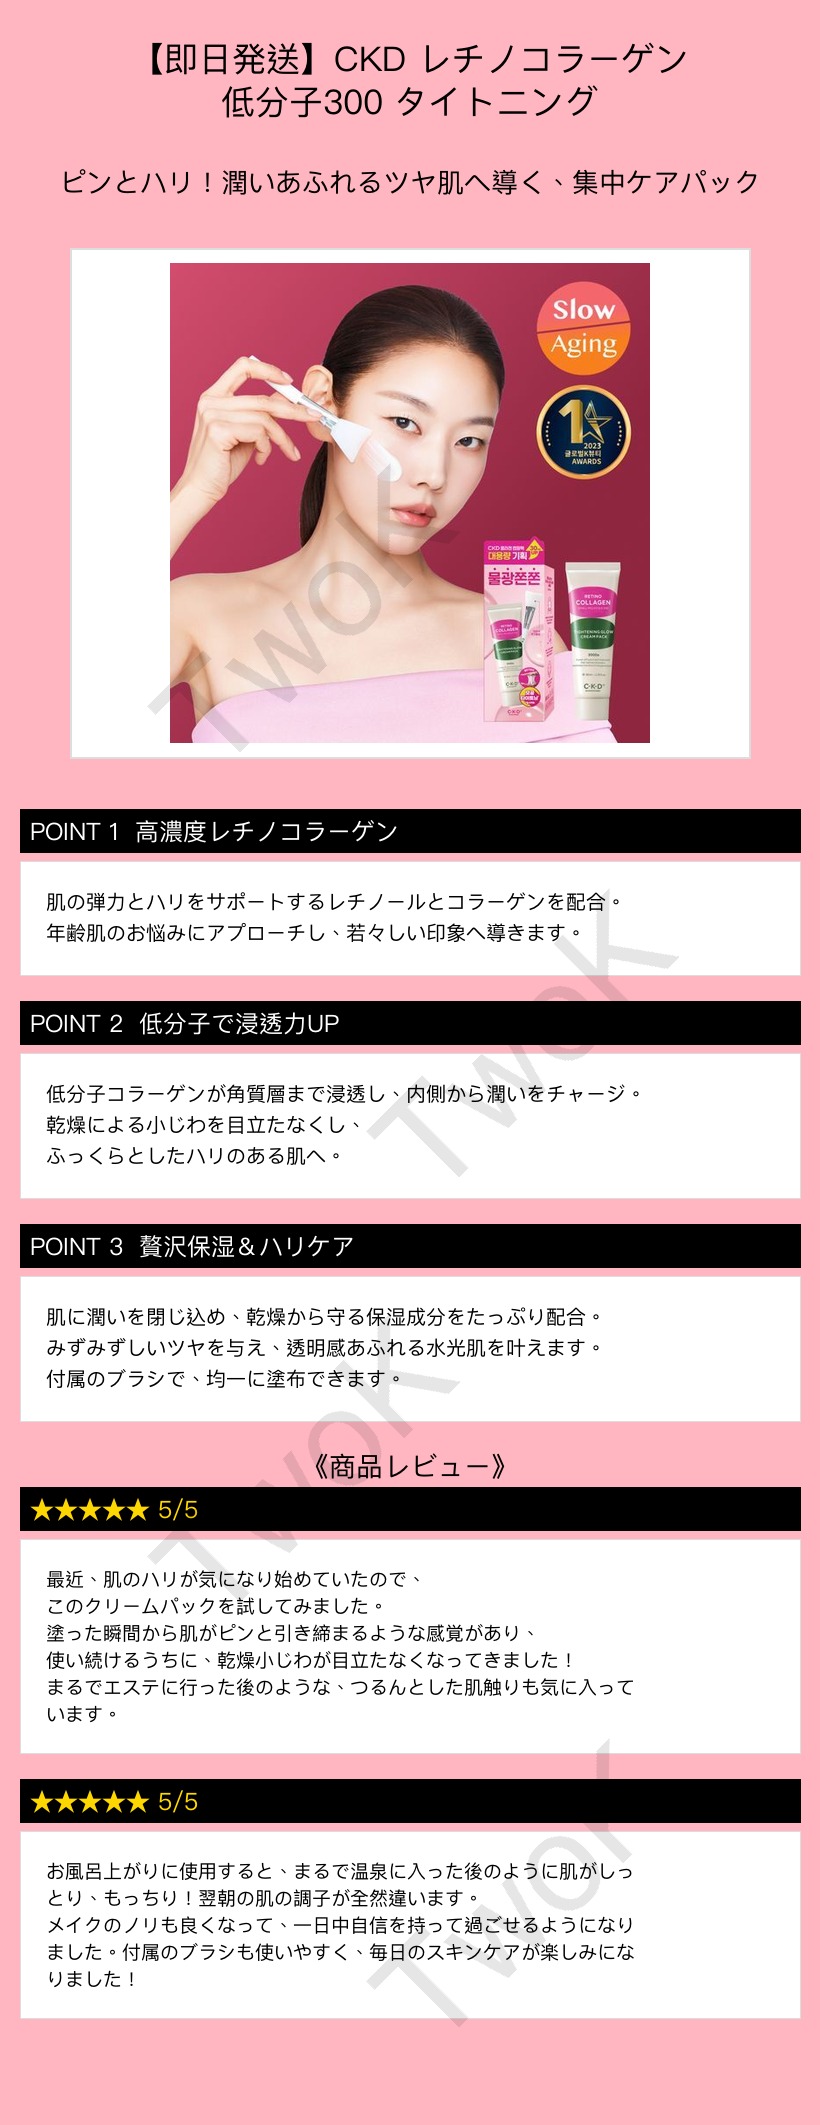 【即日発送】CKD レチノコラーゲン
低分子300 タイトニング
ピンとハリ！潤いあふれるツヤ肌へ導く、集中ケアパック
Slow
Aging
1
2023
글로벌K뷰티
AWARDS
CKD 콜라겐 크림팩
대용량 기획
물광쫀쫀
RETINO
COLLAGEN
TIGHTENING GLOW
CREAM PACK
C·K·D
RETINO
COLLAGEN
TIGHTENING GLOW
CREAM PACK
C·K·D
CKD
TwoK
POINT 1 高濃度レチノコラーゲン
肌の弾力とハリをサポートするレチノールとコラーゲンを配合。
年齢肌のお悩みにアプローチし、若々しい印象へ導きます。
POINT 2 低分子で浸透力UP
低分子コラーゲンが角質層まで浸透し、内側から潤いをチャージ。
乾燥による小じわを目立たなくし、
ふっくらとしたハリのある肌へ。
TwoK
POINT 3 贅沢保湿＆ハリケア
肌に潤いを閉じ込め、乾燥から守る保湿成分をたっぷり配合。
みずみずしいツヤを与え、透明感あふれる水光肌を叶えます。
付属のブラシで、均一に塗布できます。
TwoK
《商品レビュー》
★★★★★ 5/5
最近、肌のハリが気になり始めていたので、
このクリームパックを試してみました。
塗った瞬間から肌がピンと引き締まるような感覚があり、
使い続けるうちに、乾燥小じわが目立たなくなってきました！
まるでエステに行った後のような、つるんとした肌触りも気に入って
います。
★★★★★ 5/5
お風呂上がりに使用すると、まるで温泉に入った後のように肌がしっ
とり、もっちり！翌朝の肌の調子が全然違います。
メイクのノリも良くなって、一日中自信を持って過ごせるようになり
ました。付属のブラシも使いやすく、毎日のスキンケアが楽しみにな
りました！
TwoK